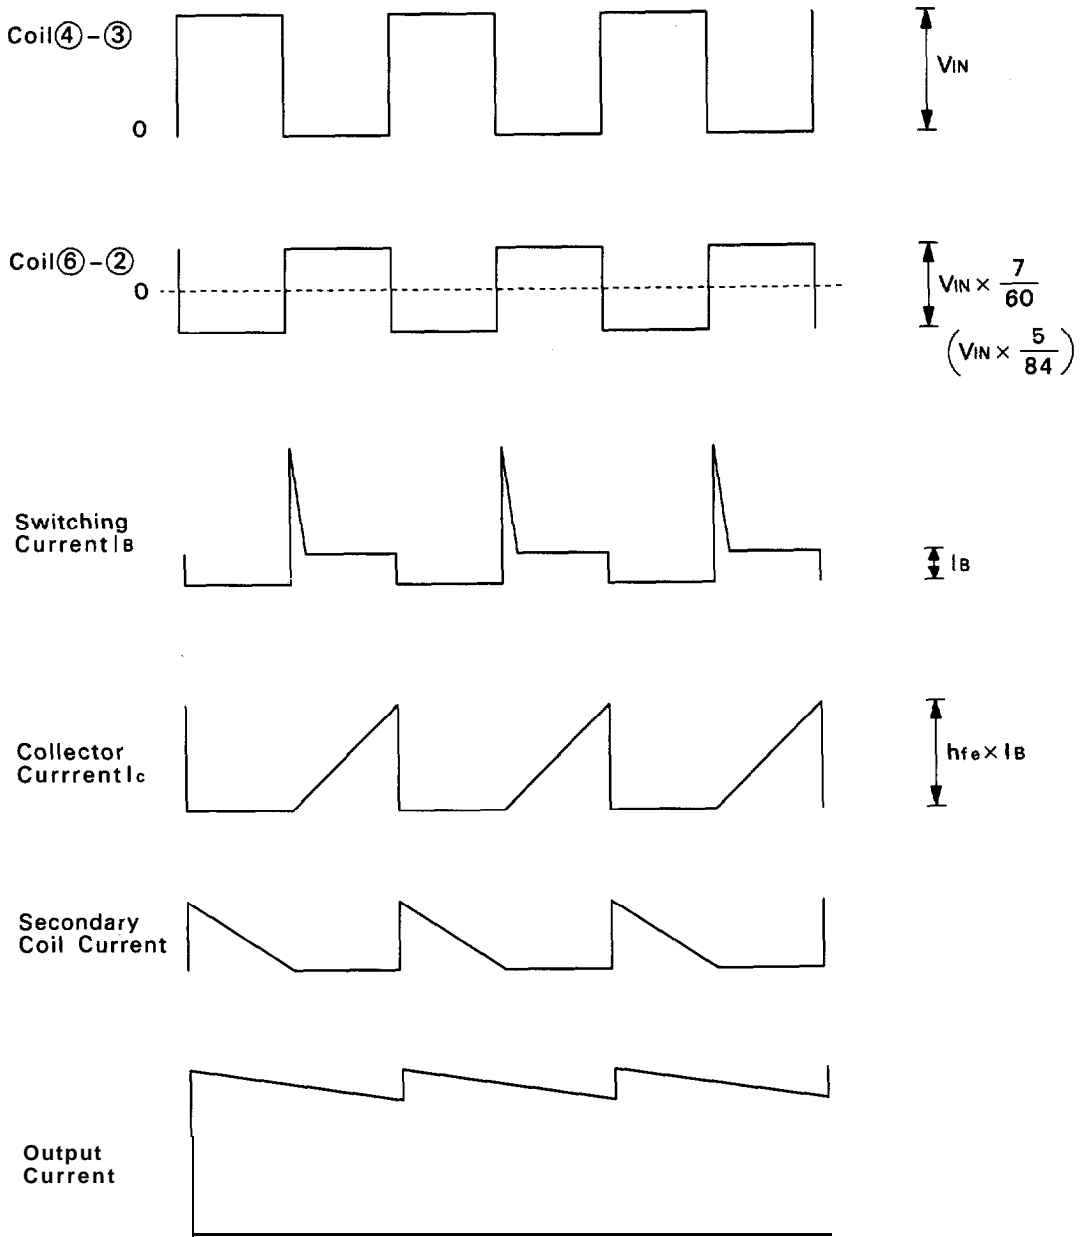 Coil④–③
0
VIN
Coil⑥–②
0
VIN × 7/60
(VIN × 5/84)
Switching
Current IB
IB
Collector
Currrent Ic
hfe × IB
Secondary
Coil Current
Output
Current